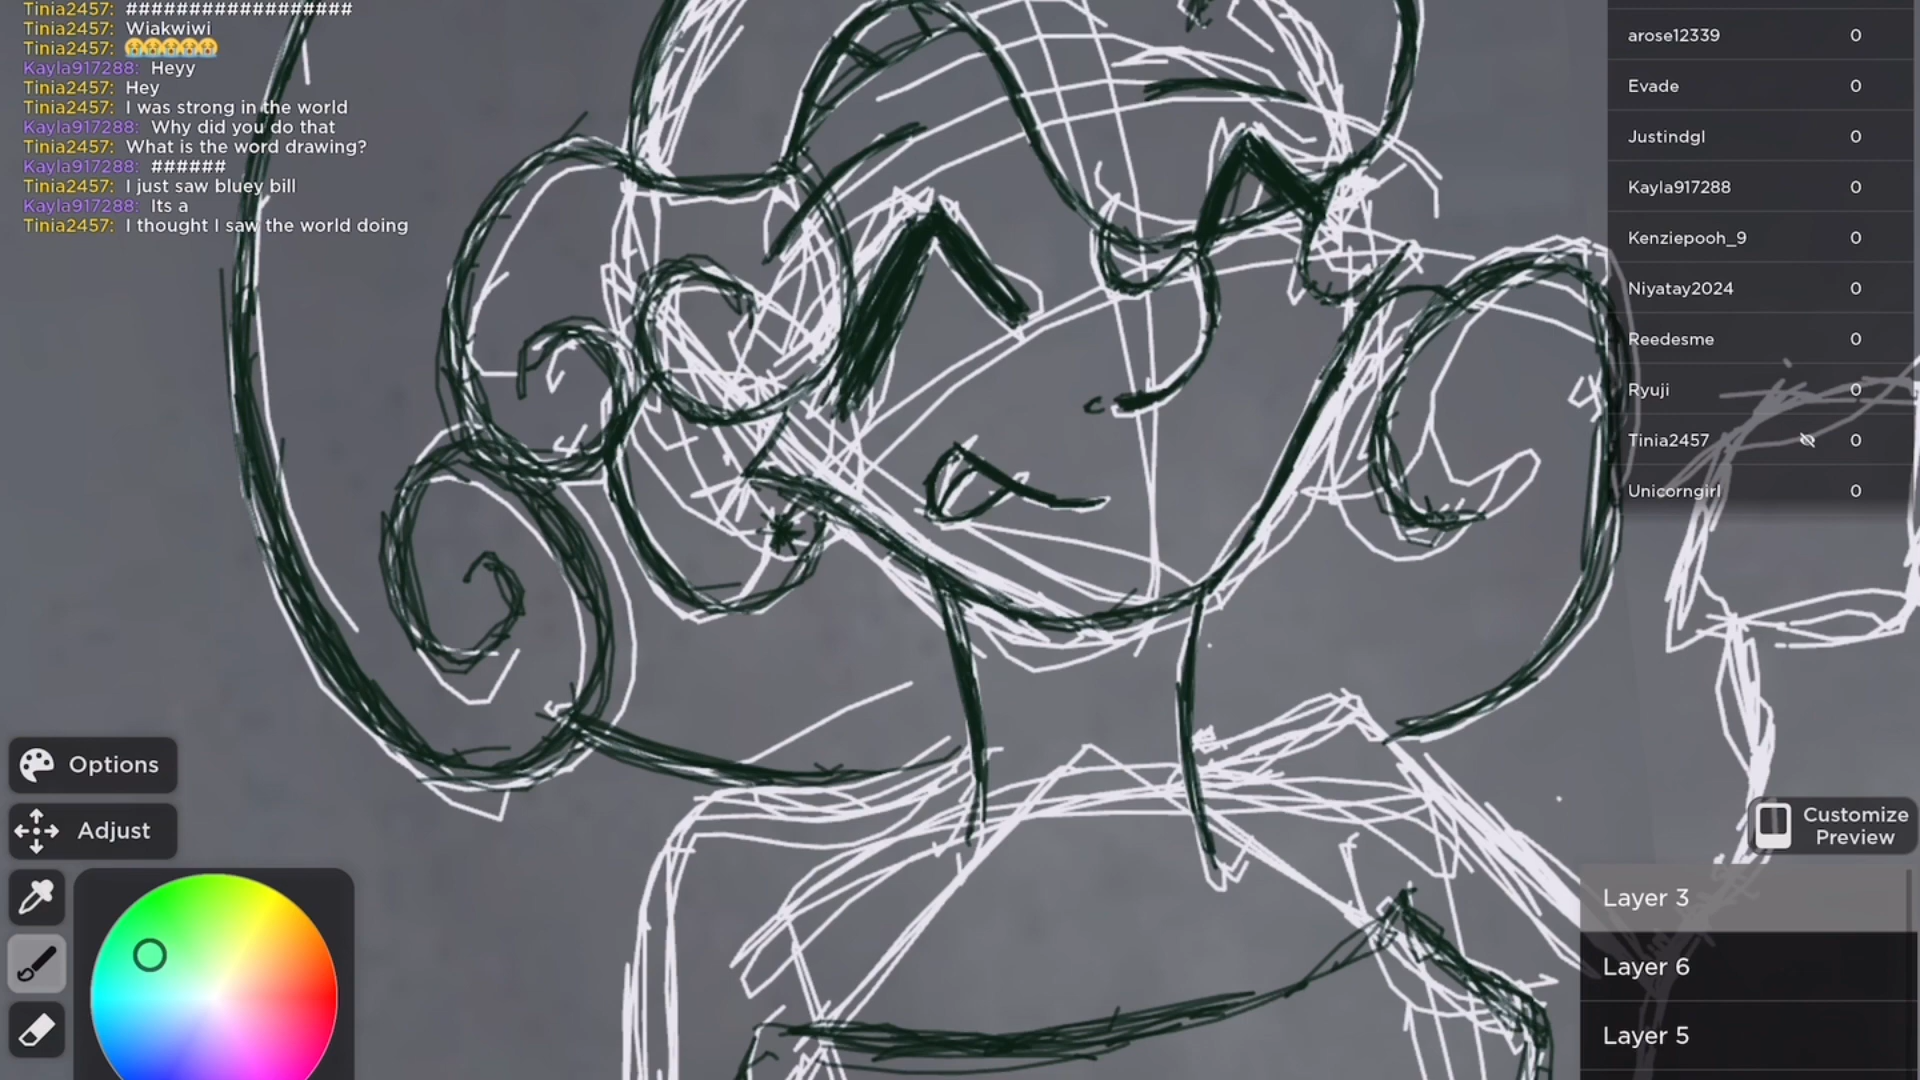 Tinia2457: ##################
Tinia2457: Wiakwiwi
Tinia2457: 😭😭😭😭😭
Kayla917288: Heyy
Tinia2457: Hey
Tinia2457: I was strong in the world
Kayla917288: Why did you do that
Tinia2457: What is the word drawing?
Kayla917288: ######
Tinia2457: I just saw bluey bill
Kayla917288: Its a
Tinia2457: I thought I saw the world doing
arose12339 0
Evade 0
Justindgl 0
Kayla917288 0
Kenziepooh_9 0
Niyatay2024 0
Reedesme 0
Ryuji 0
Tinia2457 0
Unicorngirl 0
Options
Adjust
Customize
Preview
Layer 3
Layer 6
Layer 5